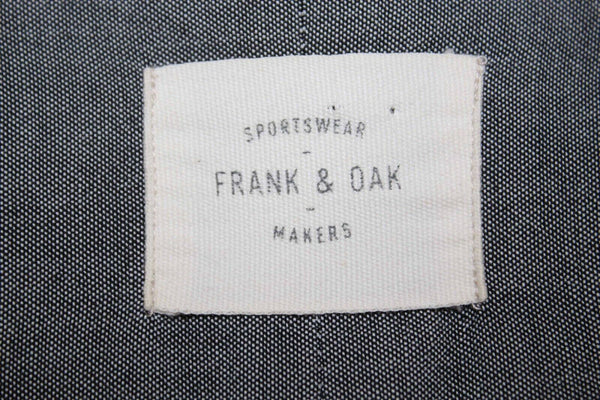 SPORTSWEAR
-
FRANK & OAK
-
MAKERS